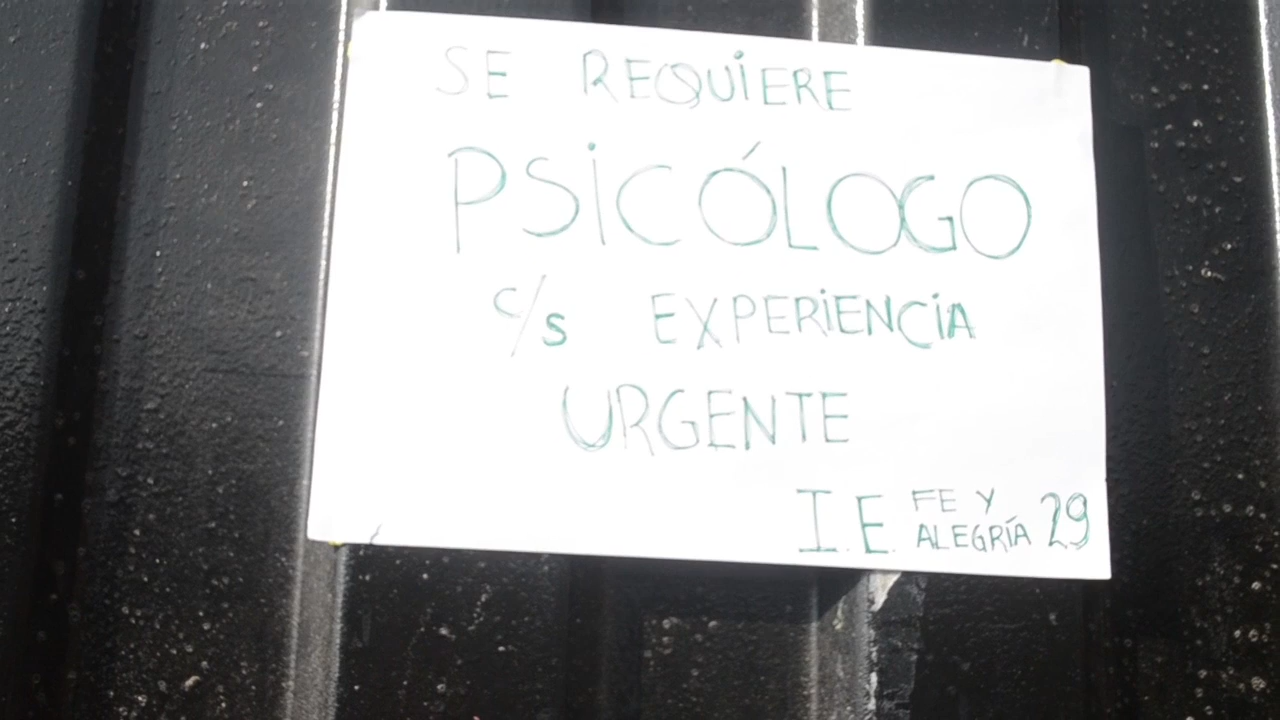 SE REQUIERE
PSICÓLOGO
c/s EXPERIENCIA
URGENTE
I.E. FE Y ALEGRÍA 29